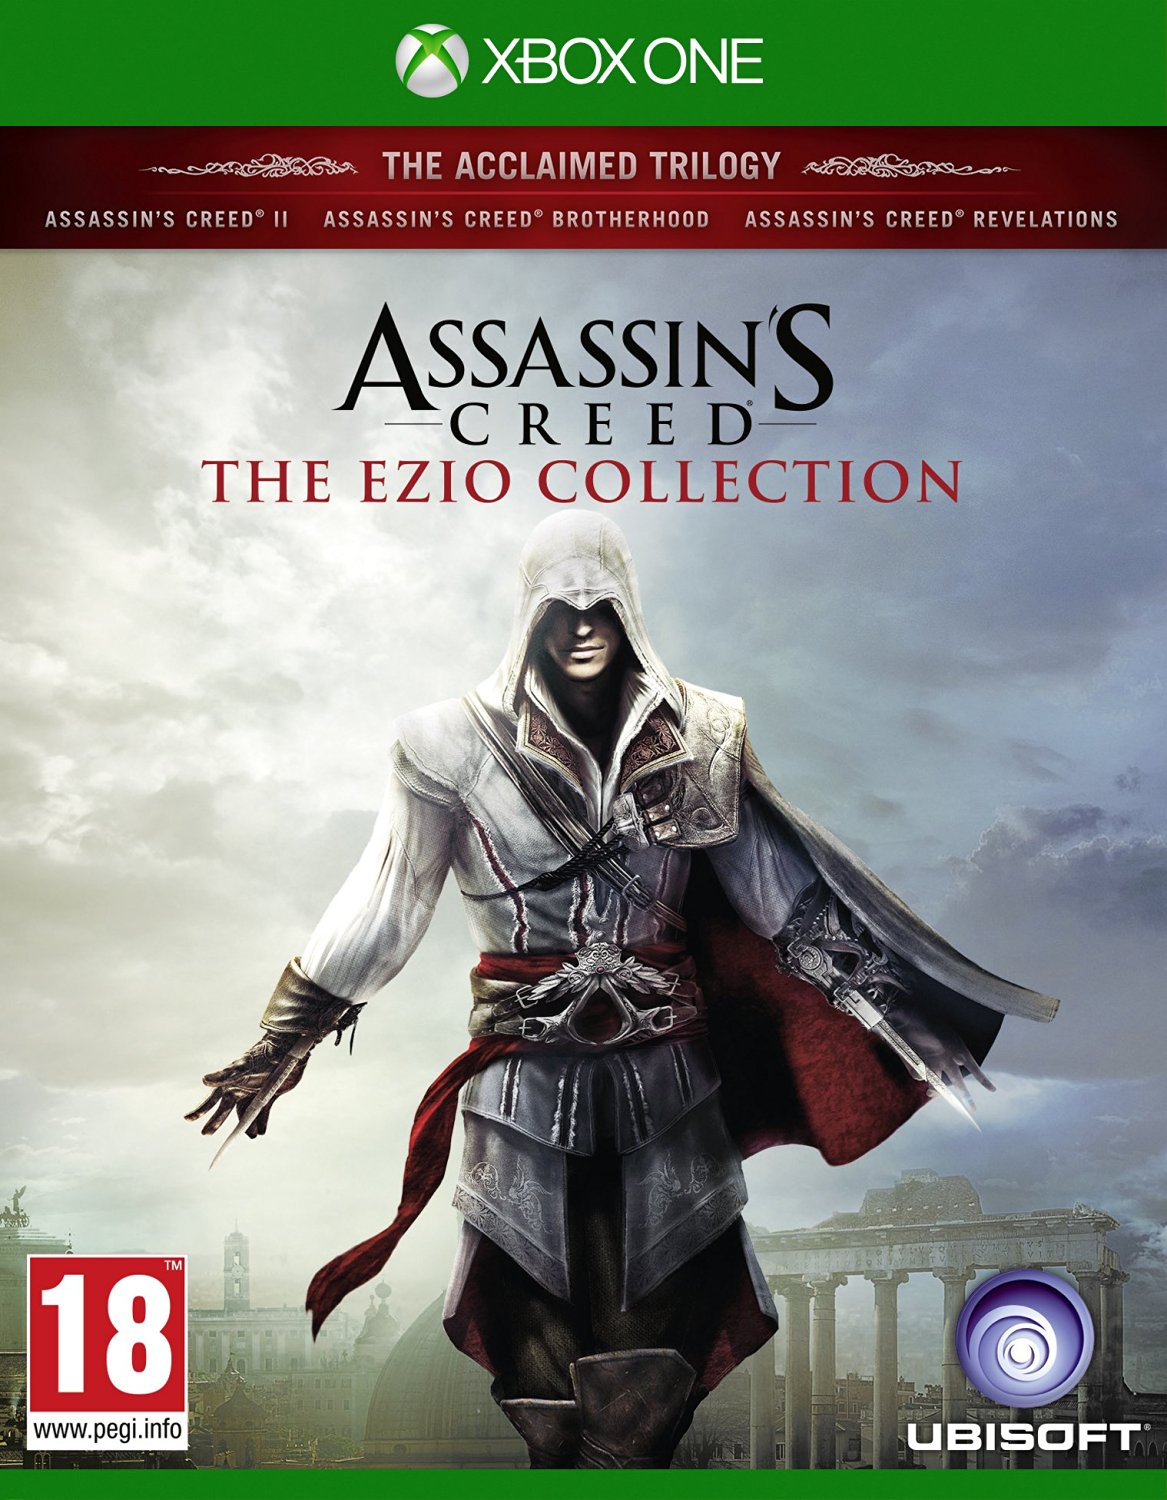 XBOX ONE
THE ACCLAIMED TRILOGY
ASSASSIN'S CREED® II ASSASSIN'S CREED® BROTHERHOOD ASSASSIN'S CREED® REVELATIONS
ASSASSIN'S
CREED®
THE EZIO COLLECTION
18™
www.pegi.info
UBISOFT®